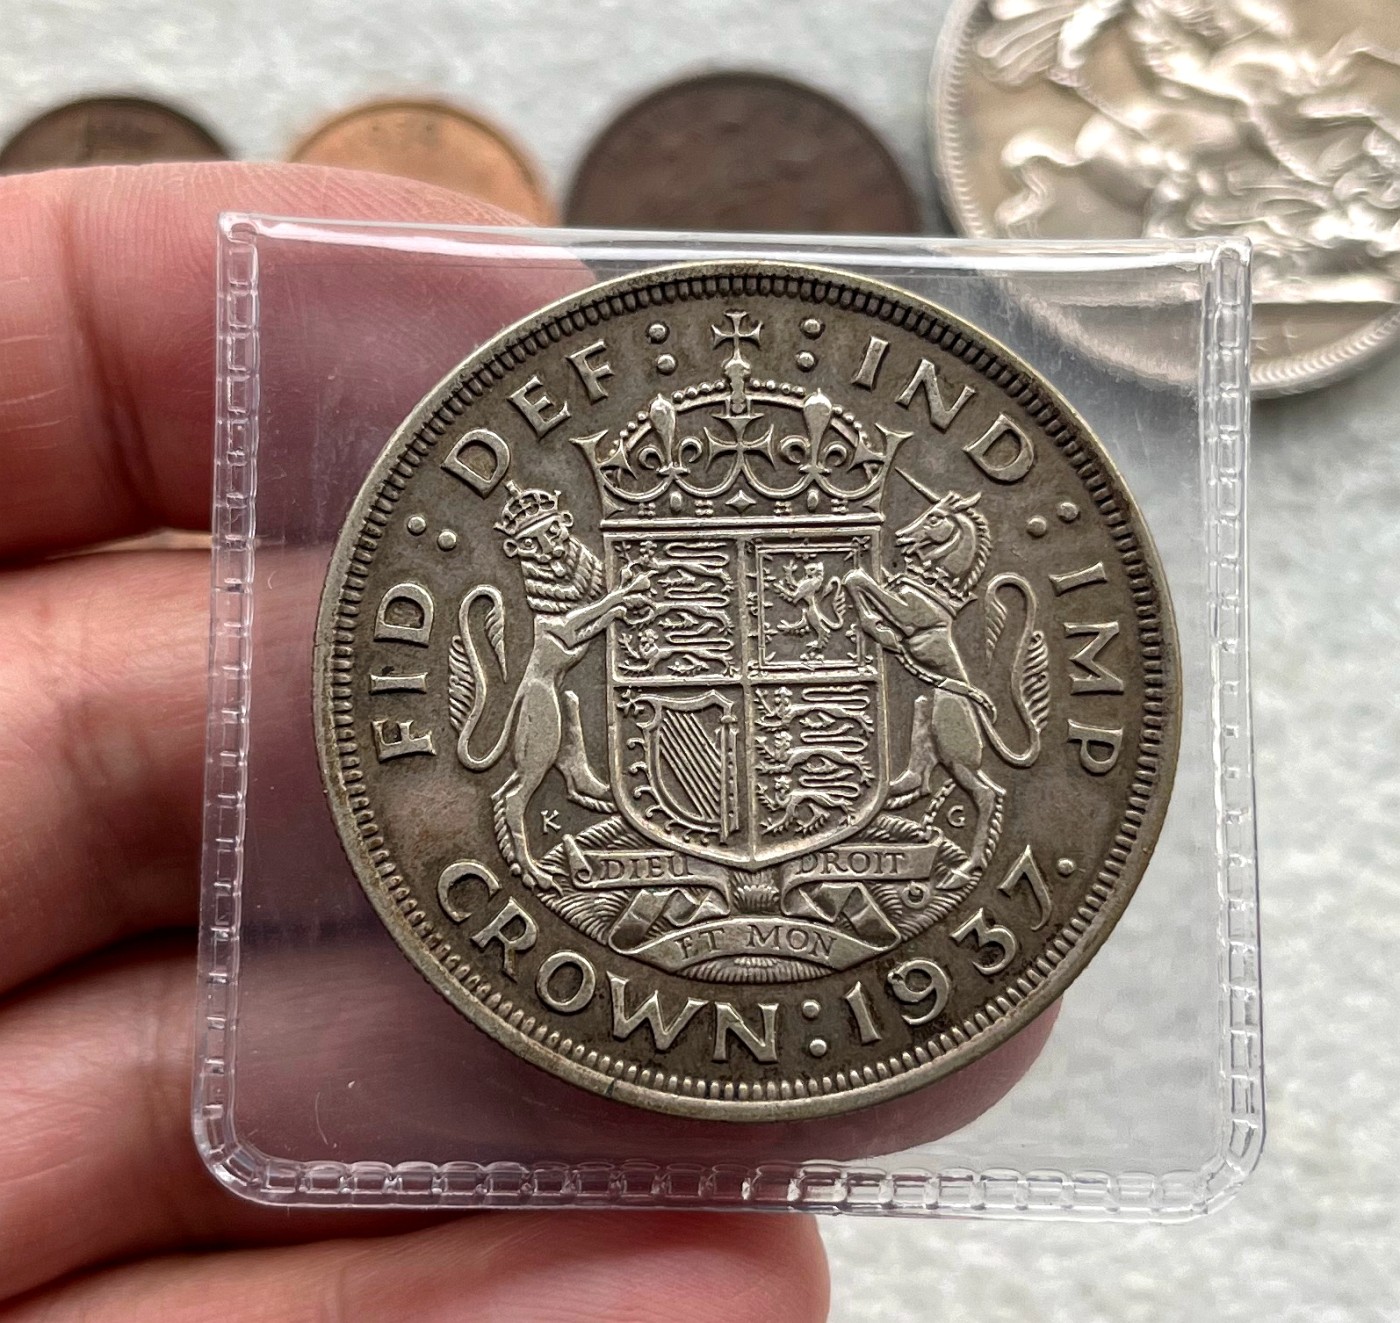 FID : DEF : IND : IMP
K G
DIEU DROIT
ET MON
CROWN : 1937.